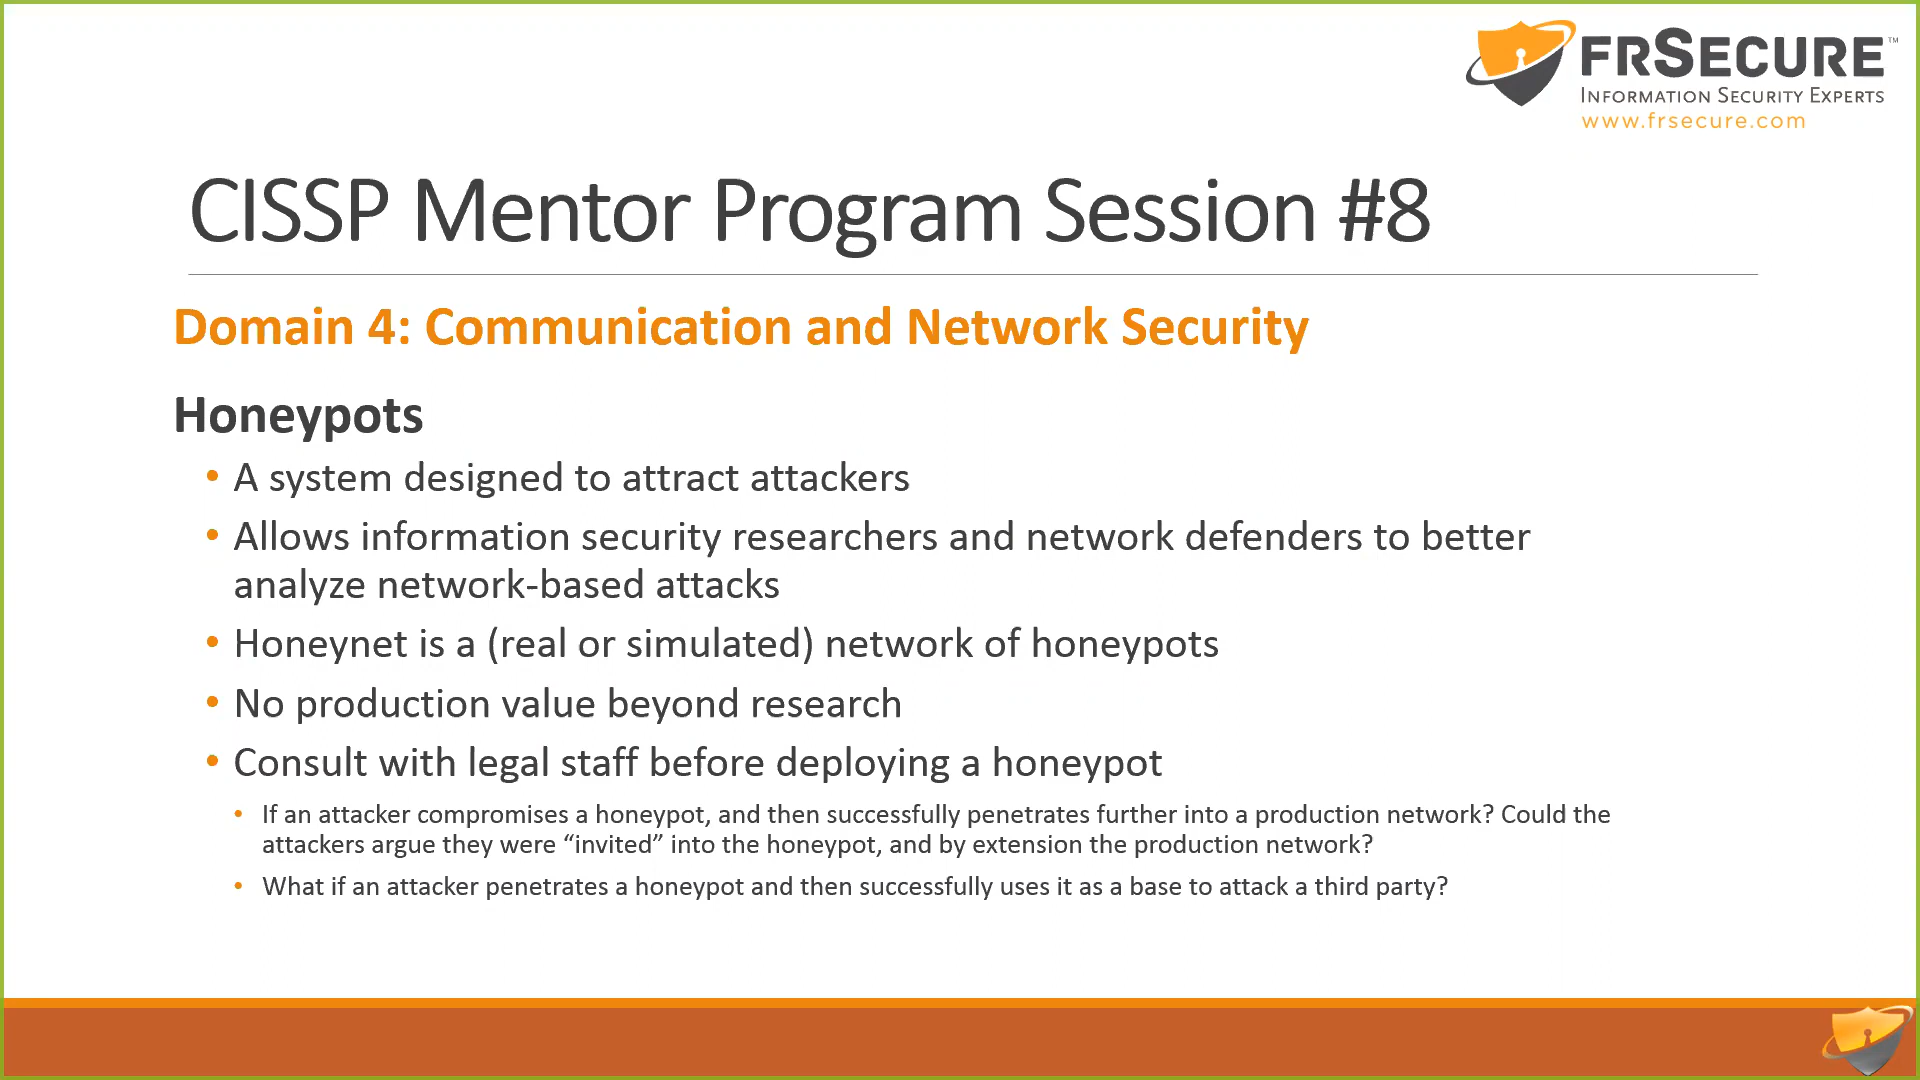 FRSECURE™
INFORMATION SECURITY EXPERTS
www.frsecure.com
CISSP Mentor Program Session #8
Domain 4: Communication and Network Security
Honeypots
• A system designed to attract attackers
• Allows information security researchers and network defenders to better
analyze network-based attacks
• Honeynet is a (real or simulated) network of honeypots
• No production value beyond research
• Consult with legal staff before deploying a honeypot
• If an attacker compromises a honeypot, and then successfully penetrates further into a production network? Could the
attackers argue they were “invited” into the honeypot, and by extension the production network?
• What if an attacker penetrates a honeypot and then successfully uses it as a base to attack a third party?